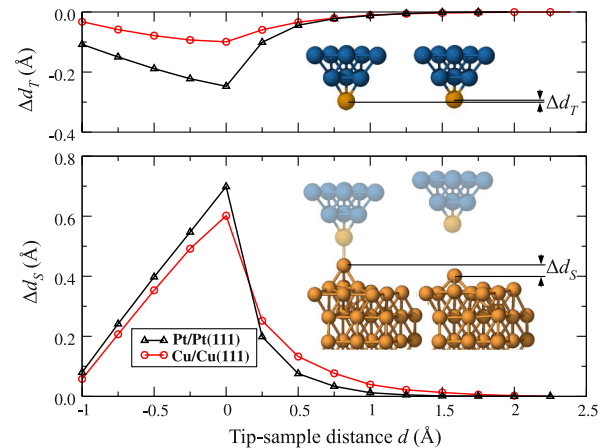 0.0
-0.2
-0.4
Δd_T (Å)
Δd_T
0.8
0.6
0.4
0.2
0.0
Δd_S (Å)
Δd_S
Pt/Pt(111)
Cu/Cu(111)
-1 -0.5 0 0.5 1 1.5 2 2.5
Tip-sample distance d (Å)